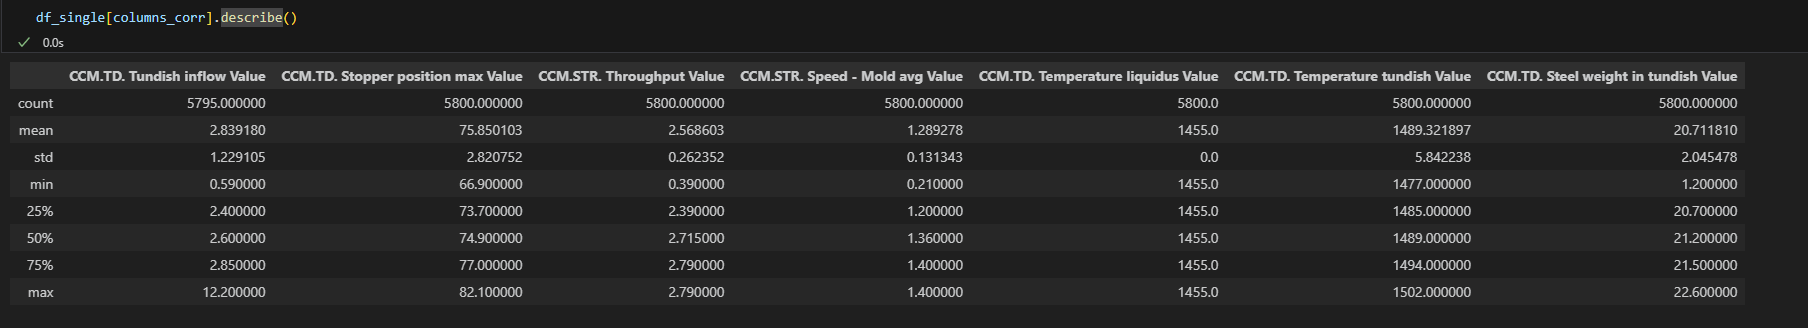 df_single[columns_corr].describe()
0.0s
CCM.TD. Tundish inflow Value CCM.TD. Stopper position max Value CCM.STR. Throughput Value CCM.STR. Speed - Mold avg Value CCM.TD. Temperature liquidus Value CCM.TD. Temperature tundish Value CCM.TD. Steel weight in tundish Value
count 5795.000000 5800.000000 5800.000000 5800.000000 5800.0 5800.000000 5800.000000
mean 2.839180 75.850103 2.568603 1.289278 1455.0 1489.321897 20.711810
std 1.229105 2.820752 0.262352 0.131343 0.0 5.842238 2.045478
min 0.590000 66.900000 0.390000 0.210000 1455.0 1477.000000 1.200000
25% 2.400000 73.700000 2.390000 1.200000 1455.0 1485.000000 20.700000
50% 2.600000 74.900000 2.715000 1.360000 1455.0 1489.000000 21.200000
75% 2.850000 77.000000 2.790000 1.400000 1455.0 1494.000000 21.500000
max 12.200000 82.100000 2.790000 1.400000 1455.0 1502.000000 22.600000